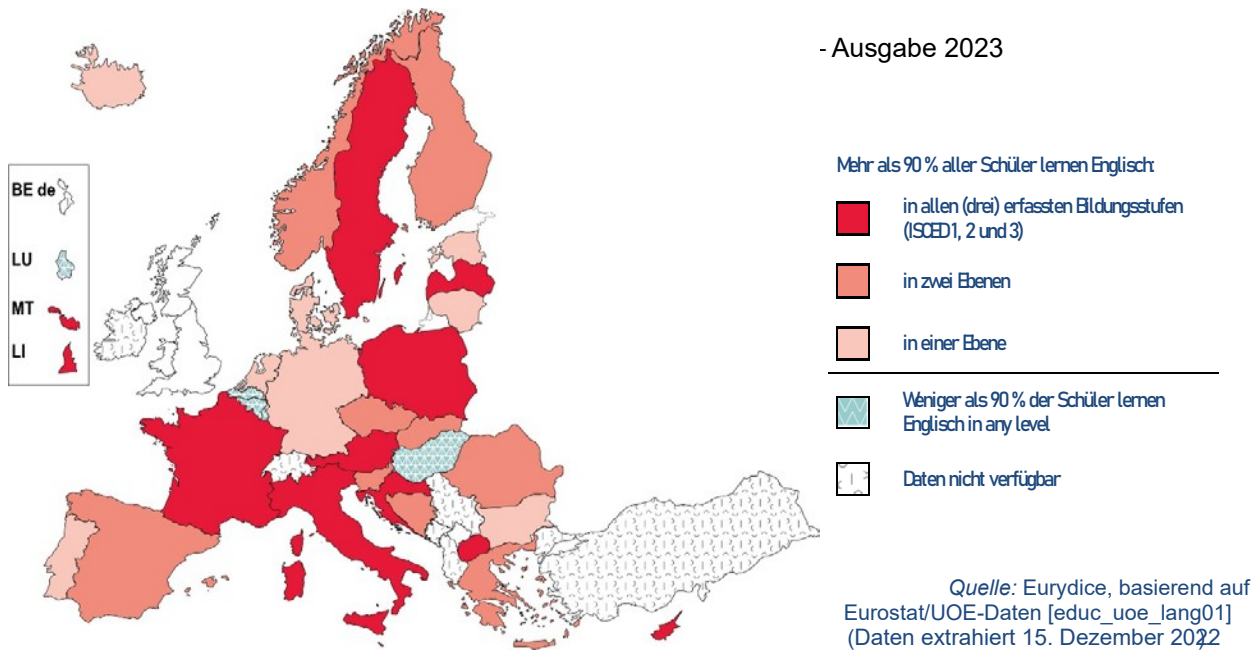 - Ausgabe 2023
BE de
LU
MT
LI
Mehr als 90 % aller Schüler lernen Englisch:
in allen (drei) erfassten Bildungsstufen
(ISCED1, 2 und 3)
in zwei Ebenen
in einer Ebene
Weniger als 90 % der Schüler lernen
Englisch in any level
Daten nicht verfügbar
Quelle: Eurydice, basierend auf
Eurostat/UOE-Daten [educ_uoe_lang01]
(Daten extrahiert 15. Dezember 2022